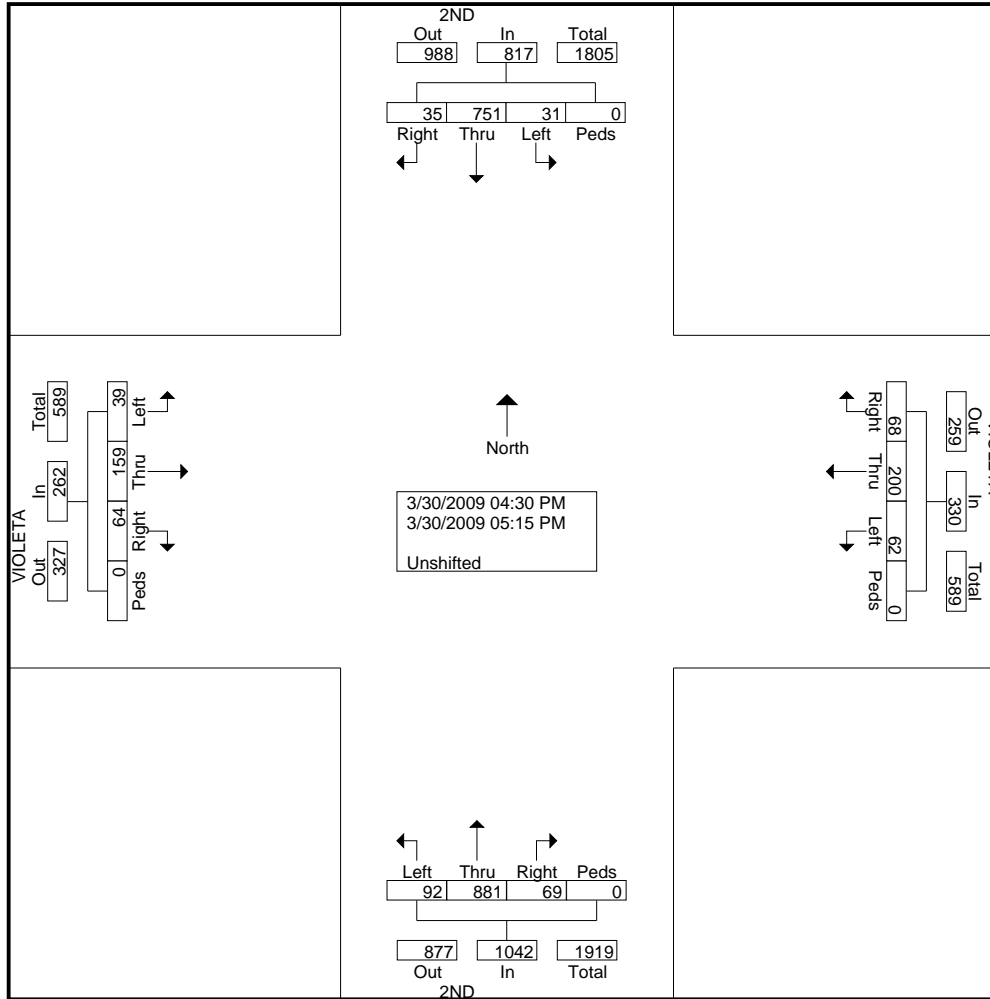 2ND
Out In Total
988 817 1805
35 751 31 0
Right Thru Left Peds
VIOLETA
Out In Total
327 262 589
39 159 64 0
Left Thru Right Peds
North
3/30/2009 04:30 PM
3/30/2009 05:15 PM
Unshifted
Right Thru Left Peds
68 200 62 0
Out In Total
259 330 589
Left Thru Right Peds
92 881 69 0
877 1042 1919
Out In Total
2ND